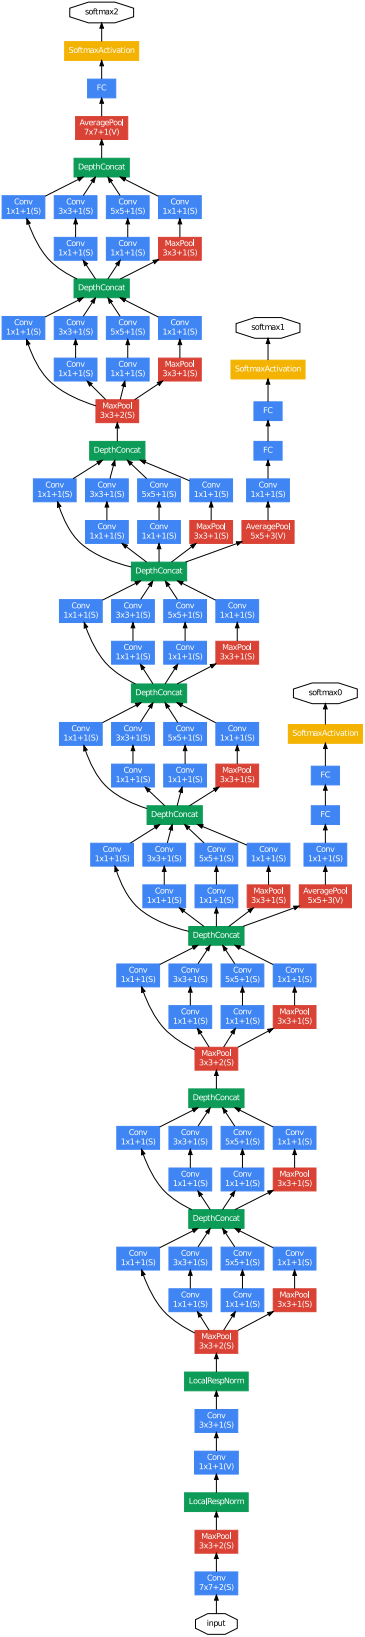 softmax2
SoftmaxActivation
FC
AveragePool
7x7+1(V)
DepthConcat
Conv Conv Conv Conv
1x1+1(S) 3x3+1(S) 5x5+1(S) 1x1+1(S)
Conv Conv MaxPool
1x1+1(S) 1x1+1(S) 3x3+1(S)
DepthConcat
Conv Conv Conv Conv
1x1+1(S) 3x3+1(S) 5x5+1(S) 1x1+1(S)
softmax1
Conv Conv MaxPool SoftmaxActivation
1x1+1(S) 1x1+1(S) 3x3+1(S)
MaxPool FC
3x3+2(S)
DepthConcat FC
Conv Conv Conv Conv Conv
1x1+1(S) 3x3+1(S) 5x5+1(S) 1x1+1(S) 1x1+1(S)
Conv Conv MaxPool AveragePool
1x1+1(S) 1x1+1(S) 3x3+1(S) 5x5+3(V)
DepthConcat
Conv Conv Conv Conv
1x1+1(S) 3x3+1(S) 5x5+1(S) 1x1+1(S)
Conv Conv MaxPool
1x1+1(S) 1x1+1(S) 3x3+1(S)
DepthConcat softmax0
Conv Conv Conv Conv SoftmaxActivation
1x1+1(S) 3x3+1(S) 5x5+1(S) 1x1+1(S)
Conv Conv MaxPool FC
1x1+1(S) 1x1+1(S) 3x3+1(S)
DepthConcat FC
Conv Conv Conv Conv Conv
1x1+1(S) 3x3+1(S) 5x5+1(S) 1x1+1(S) 1x1+1(S)
Conv Conv MaxPool AveragePool
1x1+1(S) 1x1+1(S) 3x3+1(S) 5x5+3(V)
DepthConcat
Conv Conv Conv Conv
1x1+1(S) 3x3+1(S) 5x5+1(S) 1x1+1(S)
Conv Conv MaxPool
1x1+1(S) 1x1+1(S) 3x3+1(S)
MaxPool
3x3+2(S)
DepthConcat
Conv Conv Conv Conv
1x1+1(S) 3x3+1(S) 5x5+1(S) 1x1+1(S)
Conv Conv MaxPool
1x1+1(S) 1x1+1(S) 3x3+1(S)
DepthConcat
Conv Conv Conv Conv
1x1+1(S) 3x3+1(S) 5x5+1(S) 1x1+1(S)
Conv Conv MaxPool
1x1+1(S) 1x1+1(S) 3x3+1(S)
MaxPool
3x3+2(S)
LocalRespNorm
Conv
3x3+1(S)
Conv
1x1+1(V)
LocalRespNorm
MaxPool
3x3+2(S)
Conv
7x7+2(S)
input